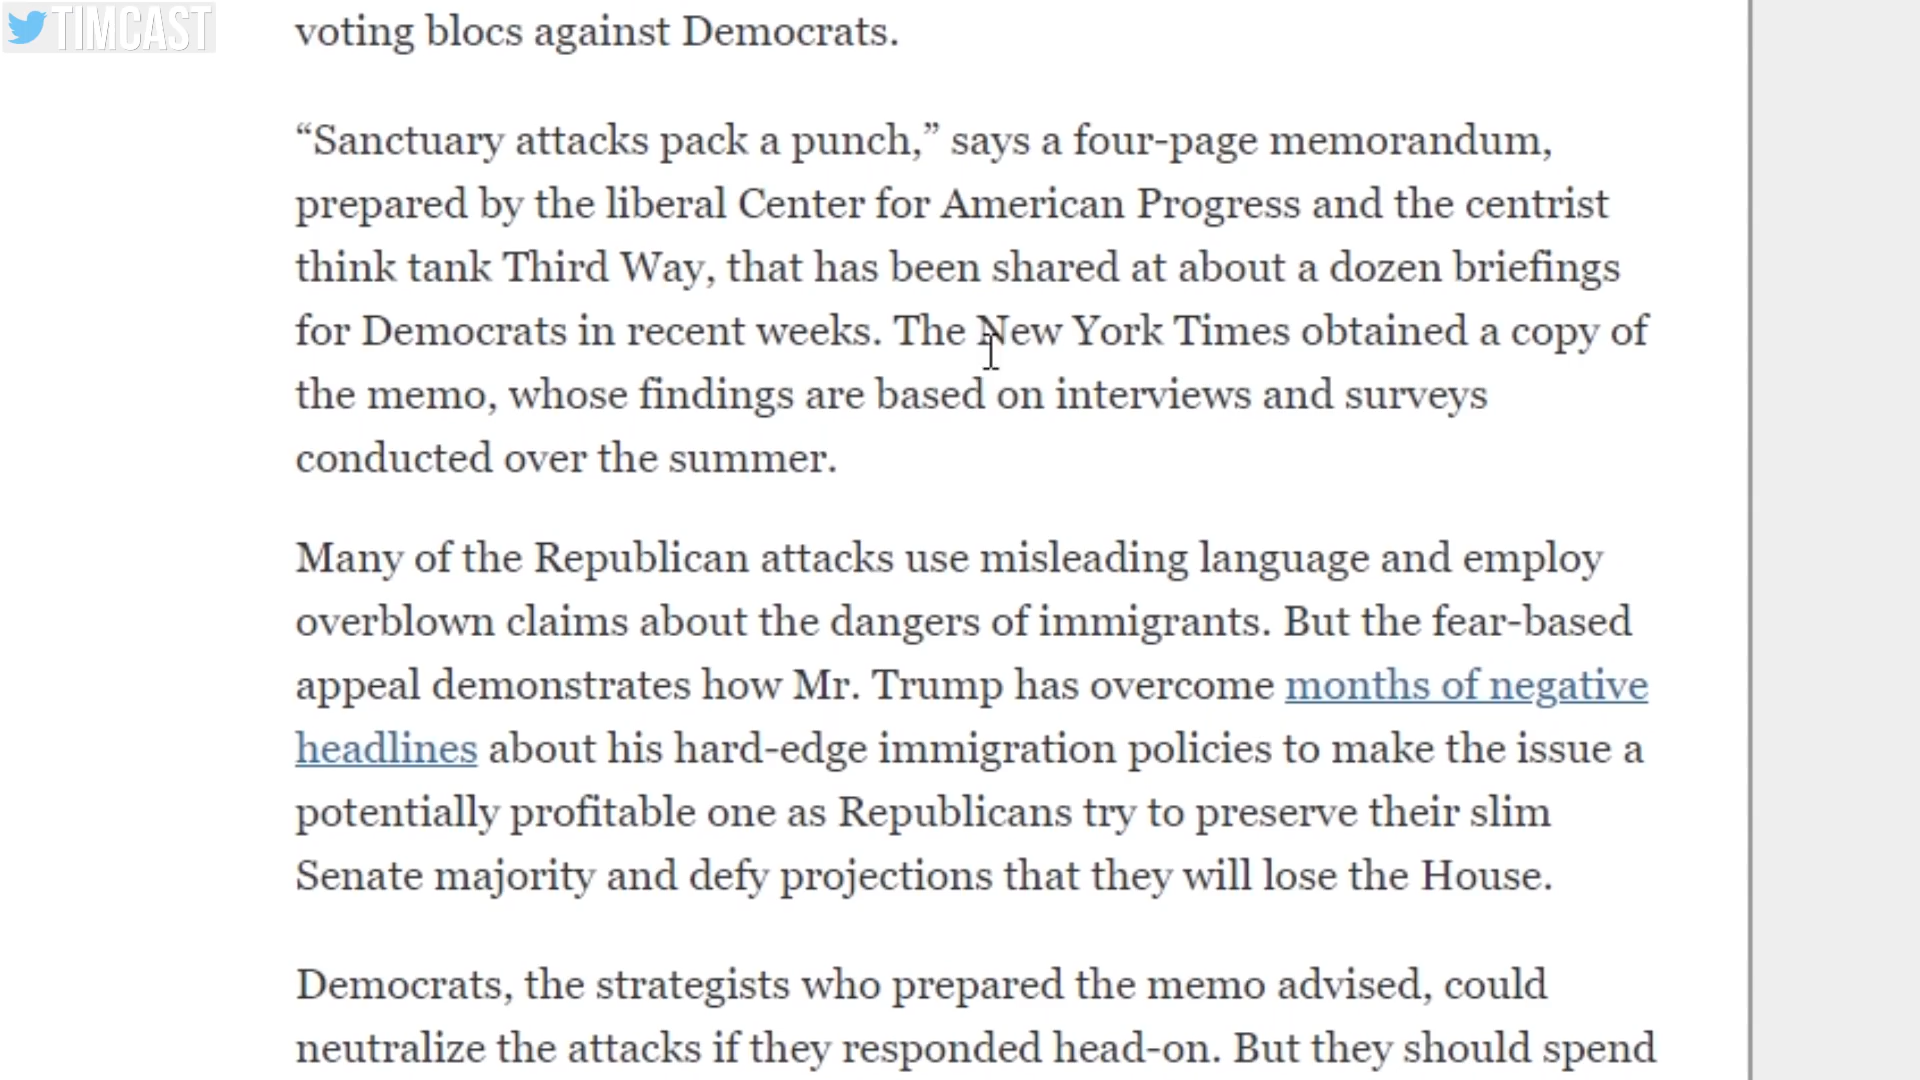 TIMCAST
voting blocs against Democrats.
“Sanctuary attacks pack a punch,” says a four-page memorandum,
prepared by the liberal Center for American Progress and the centrist
think tank Third Way, that has been shared at about a dozen briefings
for Democrats in recent weeks. The New York Times obtained a copy of
the memo, whose findings are based on interviews and surveys
conducted over the summer.
Many of the Republican attacks use misleading language and employ
overblown claims about the dangers of immigrants. But the fear-based
appeal demonstrates how Mr. Trump has overcome months of negative
headlines about his hard-edge immigration policies to make the issue a
potentially profitable one as Republicans try to preserve their slim
Senate majority and defy projections that they will lose the House.
Democrats, the strategists who prepared the memo advised, could
neutralize the attacks if they responded head-on. But they should spend